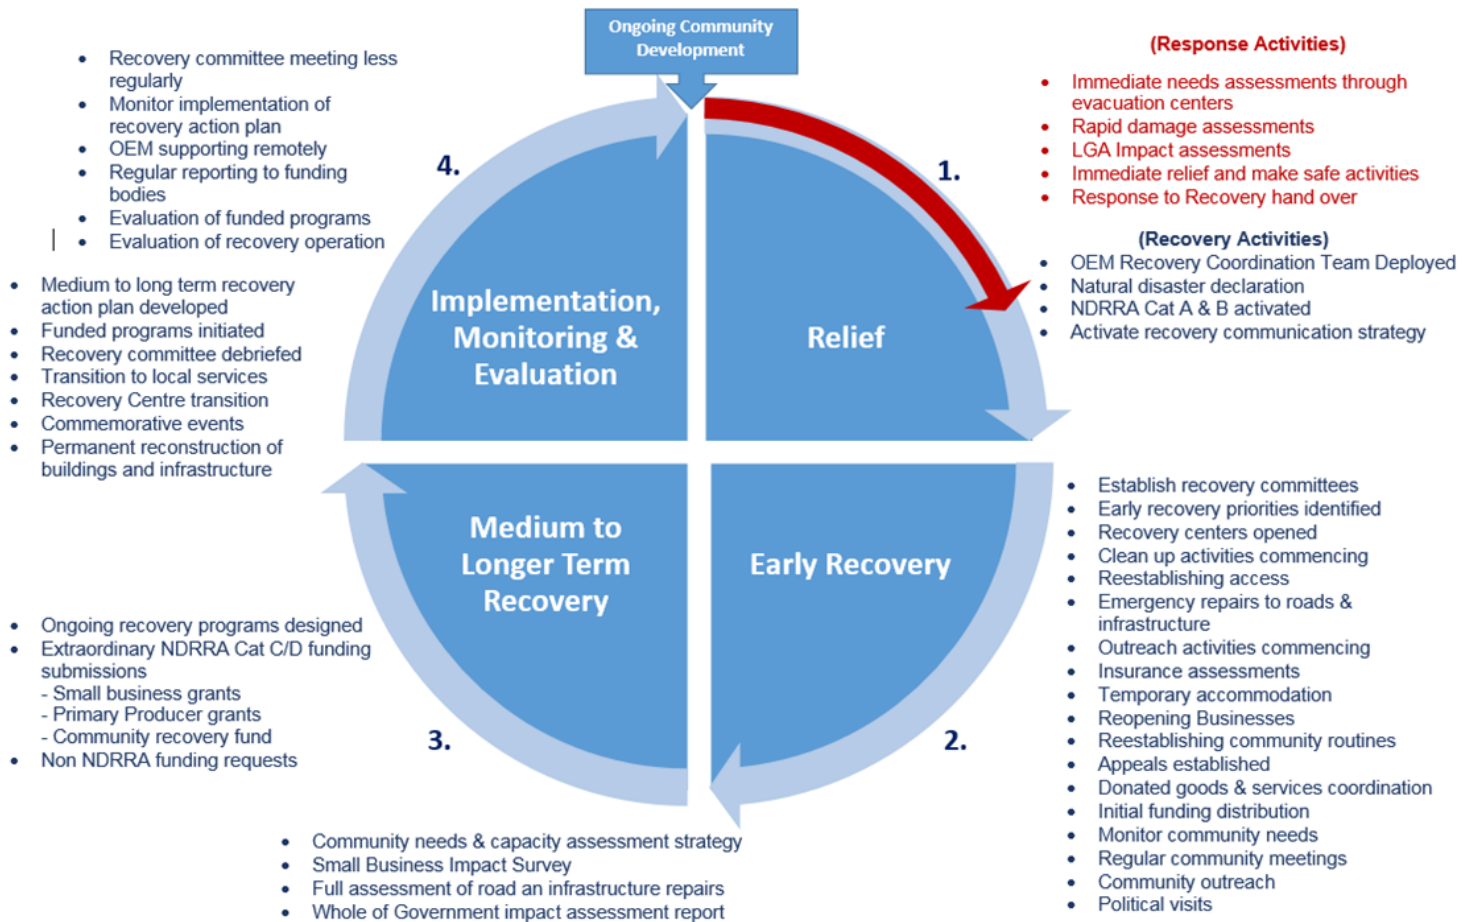 Ongoing Community
Development
(Response Activities)
• Immediate needs assessments through
evacuation centers
• Rapid damage assessments
• LGA Impact assessments
• Immediate relief and make safe activities
• Response to Recovery hand over
(Recovery Activities)
• OEM Recovery Coordination Team Deployed
• Natural disaster declaration
• NDRRA Cat A & B activated
• Activate recovery communication strategy
1.
Relief
• Establish recovery committees
• Early recovery priorities identified
• Recovery centers opened
• Clean up activities commencing
• Reestablishing access
• Emergency repairs to roads &
infrastructure
• Outreach activities commencing
• Insurance assessments
• Temporary accommodation
• Reopening Businesses
• Reestablishing community routines
• Appeals established
• Donated goods & services coordination
• Initial funding distribution
• Monitor community needs
• Regular community meetings
• Community outreach
• Political visits
2.
Early Recovery
• Community needs & capacity assessment strategy
• Small Business Impact Survey
• Full assessment of road an infrastructure repairs
• Whole of Government impact assessment report
3.
Medium to
Longer Term
Recovery
• Ongoing recovery programs designed
• Extraordinary NDRRA Cat C/D funding
submissions
- Small business grants
- Primary Producer grants
- Community recovery fund
• Non NDRRA funding requests
• Medium to long term recovery
action plan developed
• Funded programs initiated
• Recovery committee debriefed
• Transition to local services
• Recovery Centre transition
• Commemorative events
• Permanent reconstruction of
buildings and infrastructure
4.
Implementation,
Monitoring &
Evaluation
• Recovery committee meeting less
regularly
• Monitor implementation of
recovery action plan
• OEM supporting remotely
• Regular reporting to funding
bodies
• Evaluation of funded programs
• Evaluation of recovery operation